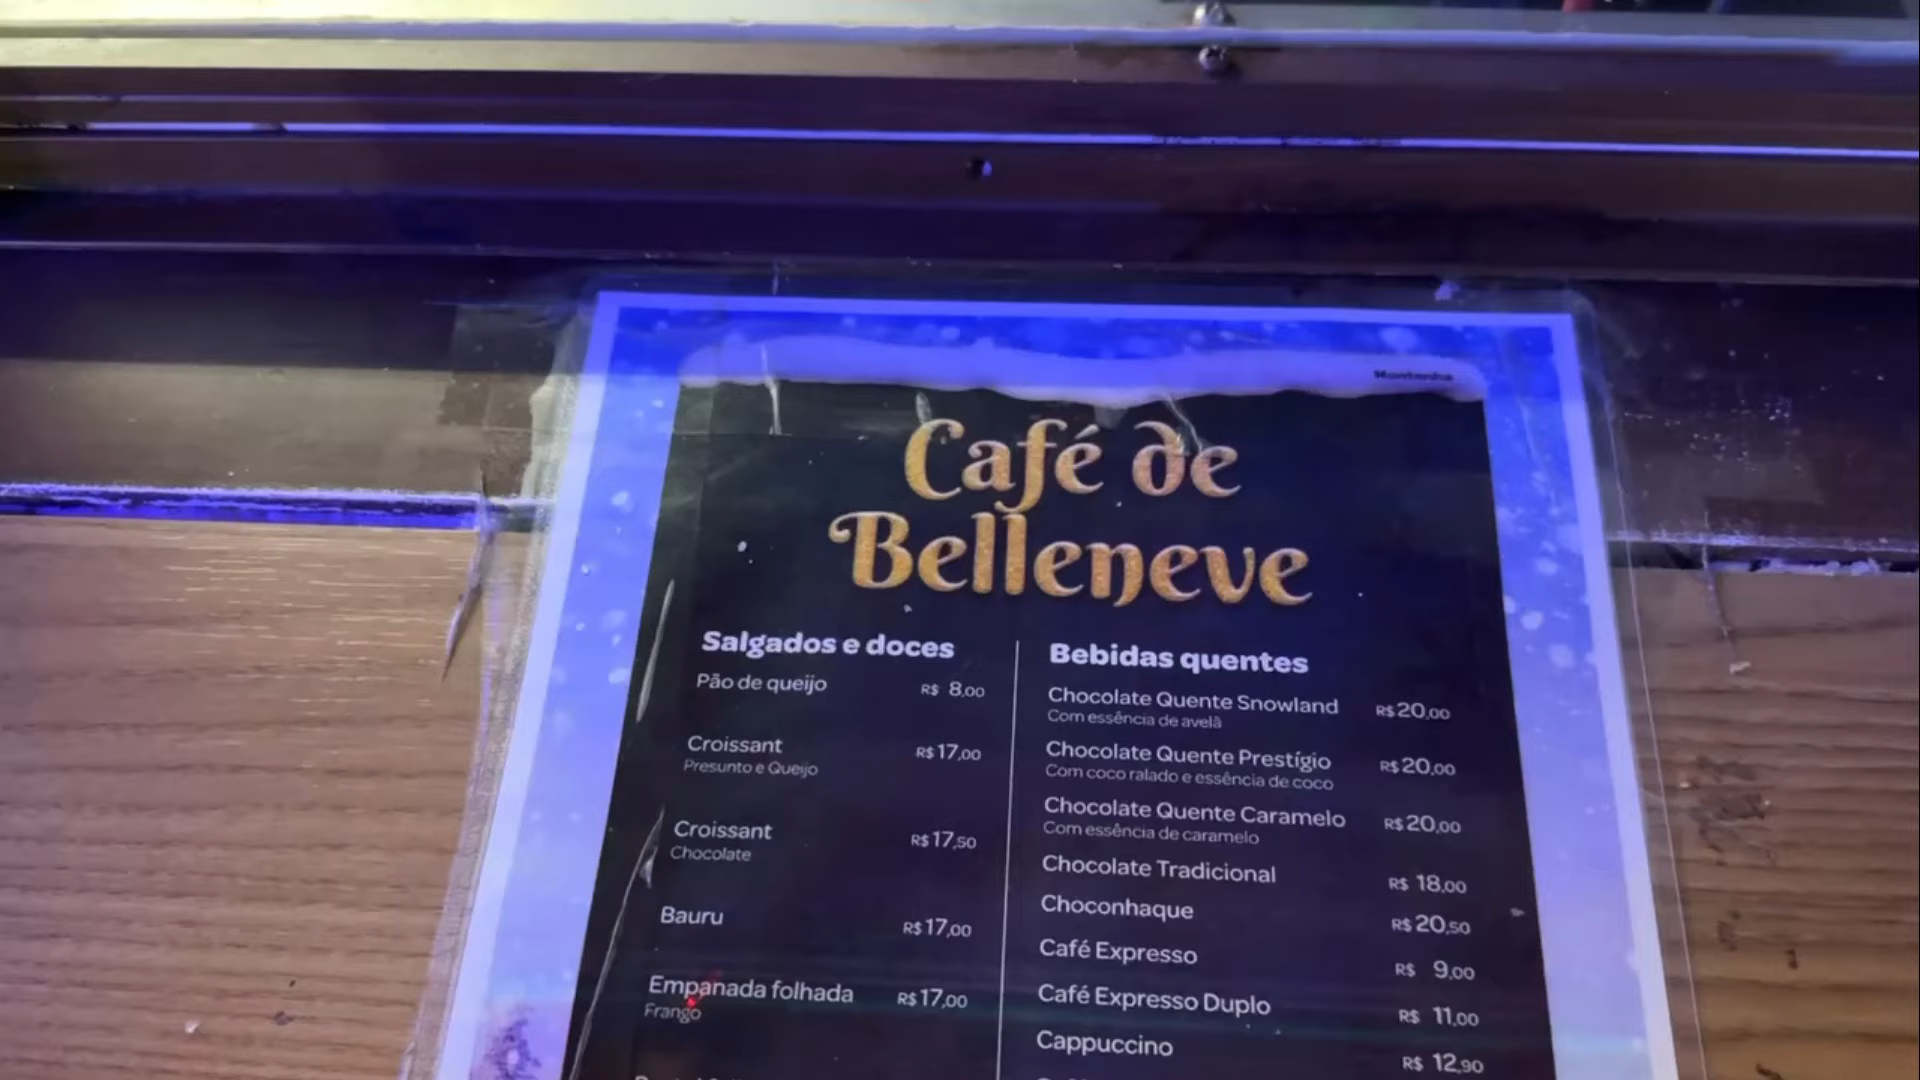 Café de
Belleneve
Salgados e doces
Pão de queijo R$ 8,00
Croissant R$ 17,00
Presunto e Queijo
Croissant R$ 17,50
Chocolate
Bauru R$ 17,00
Empanada folhada R$ 17,00
Frango
Bebidas quentes
Chocolate Quente Snowland R$ 20,00
Com essência de avelã
Chocolate Quente Prestígio R$ 20,00
Com coco ralado e essência de coco
Chocolate Quente Caramelo R$ 20,00
Com essência de caramelo
Chocolate Tradicional R$ 18,00
Choconhaque R$ 20,50
Café Expresso R$ 9,00
Café Expresso Duplo R$ 11,00
Cappuccino R$ 12,90